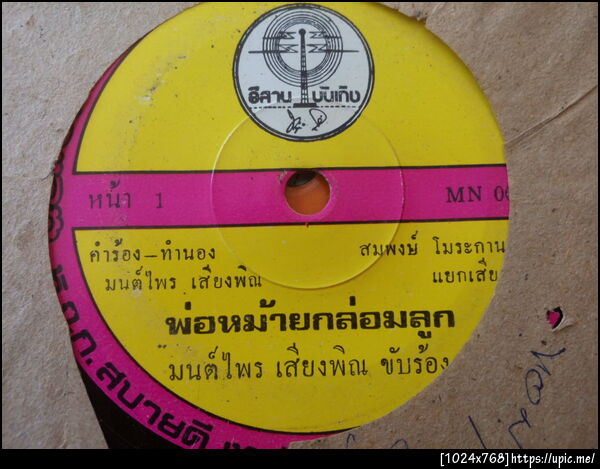 อีสาน บันเทิง
หน้า 1 MN
คำร้อง—ทำนอง สมพงษ์ โมระกาน
มนต์ไพร เสียงพิณ แยกเสีย
พ่อหม้ายกล่อมลูก
มนต์ไพร เสียงพิณ ขับร้อง
ก. สบายดี
[1024x768]https://upic.me/